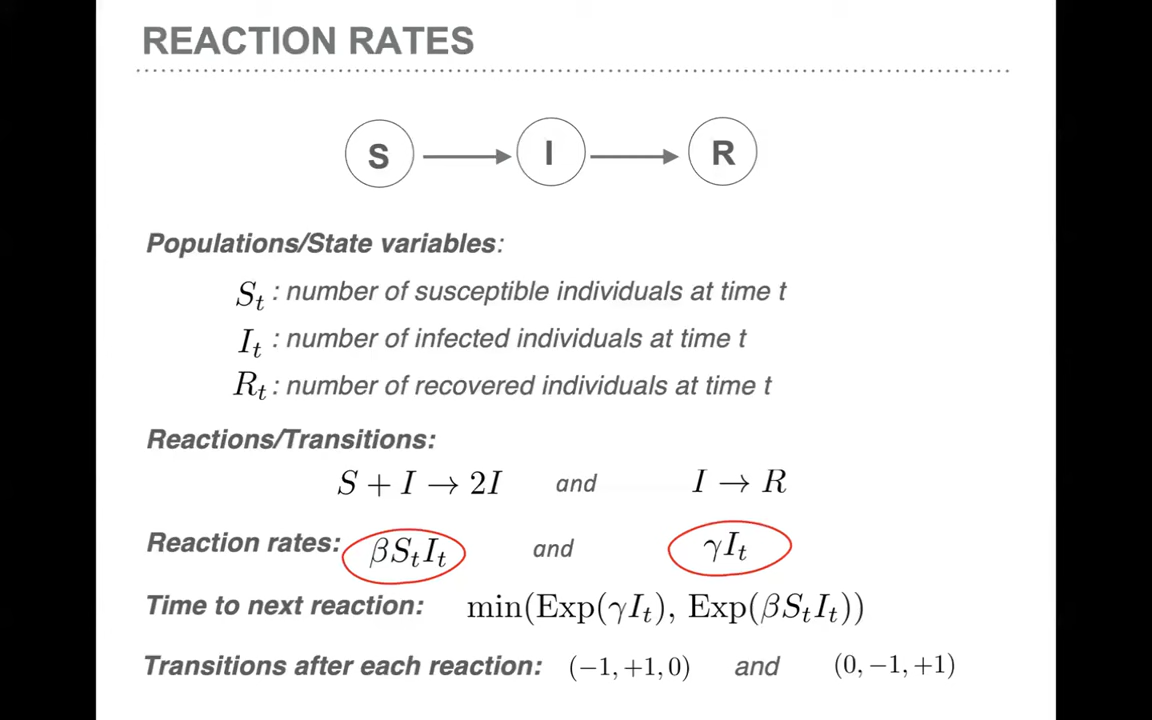 REACTION RATES
S I R
Populations/State variables:
S_t : number of susceptible individuals at time t
I_t : number of infected individuals at time t
R_t : number of recovered individuals at time t
Reactions/Transitions:
S + I → 2I and I → R
Reaction rates: βS_tI_t and γI_t
Time to next reaction: min(Exp(γI_t), Exp(βS_tI_t))
Transitions after each reaction: (−1, +1, 0) and (0, −1, +1)